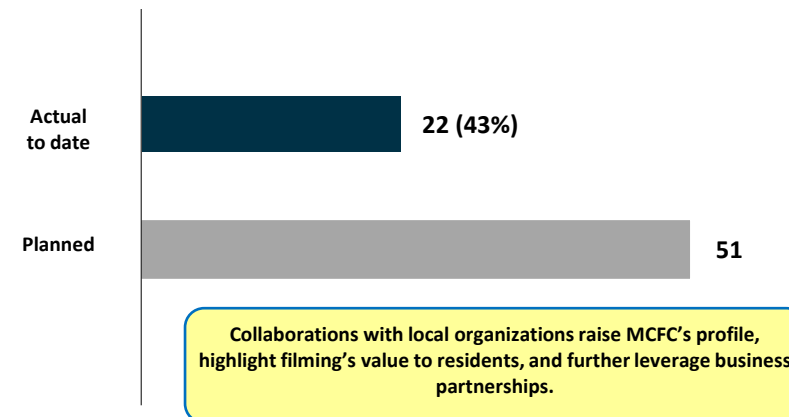 Actual
to date
22 (43%)
Planned
51
Collaborations with local organizations raise MCFC’s profile,
highlight filming’s value to residents, and further leverage business
partnerships.